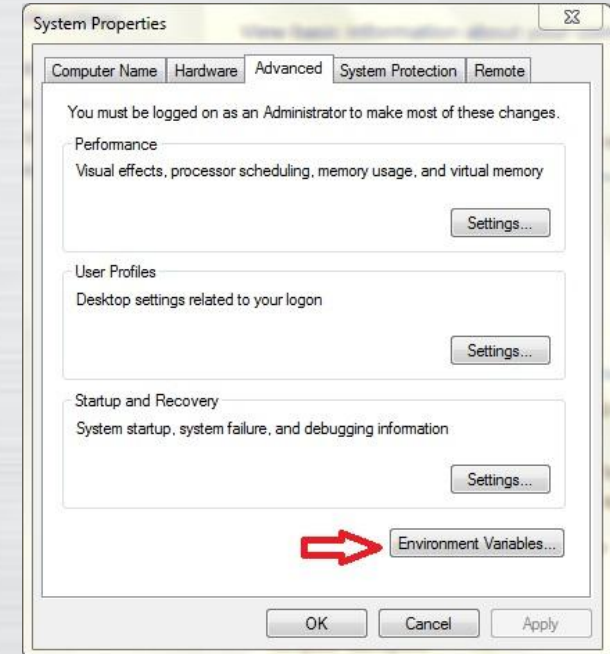 System Properties
Computer Name Hardware Advanced System Protection Remote
You must be logged on as an Administrator to make most of these changes.
Performance
Visual effects, processor scheduling, memory usage, and virtual memory
Settings...
User Profiles
Desktop settings related to your logon
Settings...
Startup and Recovery
System startup, system failure, and debugging information
Settings...
Environment Variables...
OK Cancel Apply